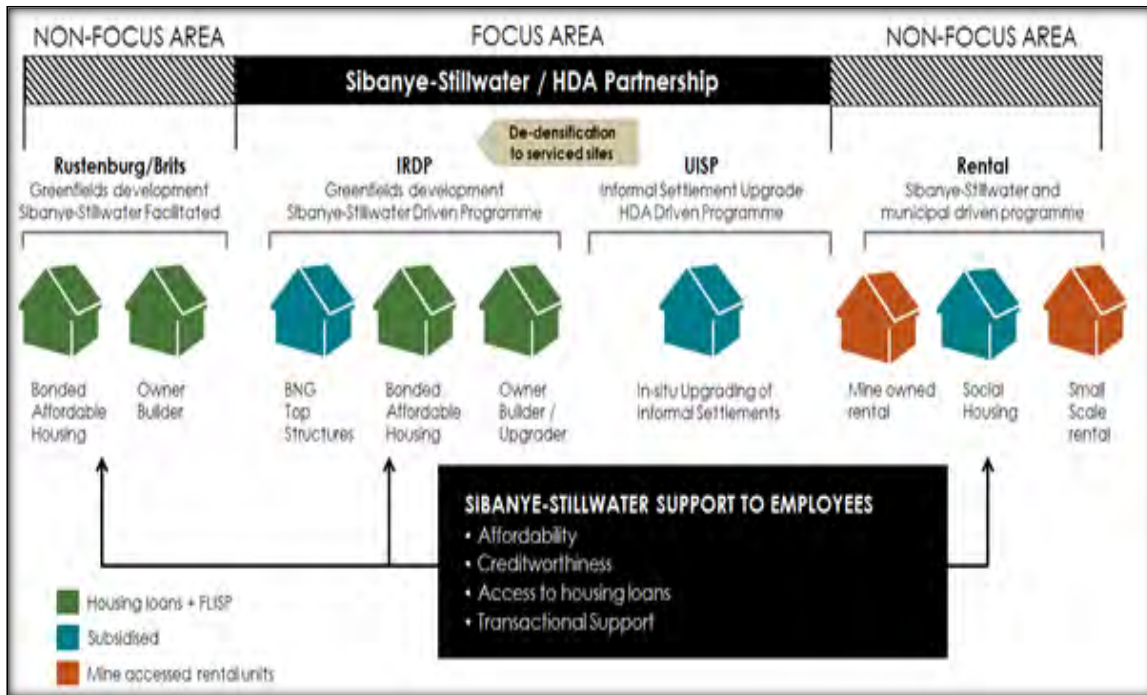 NON-FOCUS AREA
FOCUS AREA
NON-FOCUS AREA
Sibanye-Stillwater / HDA Partnership
De-densification
to serviced sites
Rustenburg/Brits
Greenfields development
Sibanye-Stillwater Facilitated
IRDP
Greenfields development
Sibanye-Stillwater Driven Programme
UISP
Informal Settlement Upgrade
HDA Driven Programme
Rental
Sibanye-Stillwater and
municipal driven programme
Bonded
Affordable
Housing
Owner
Builder
BNG
Top
Structures
Bonded
Affordable
Housing
Owner
Builder /
Upgrader
In-situ Upgrading of
Informal Settlements
Mine owned
rental
Social
Housing
Small
Scale
rental
SIBANYE-STILLWATER SUPPORT TO EMPLOYEES
• Affordability
• Creditworthiness
• Access to housing loans
• Transactional Support
Housing loans + FLISP
Subsidised
Mine accessed rental units